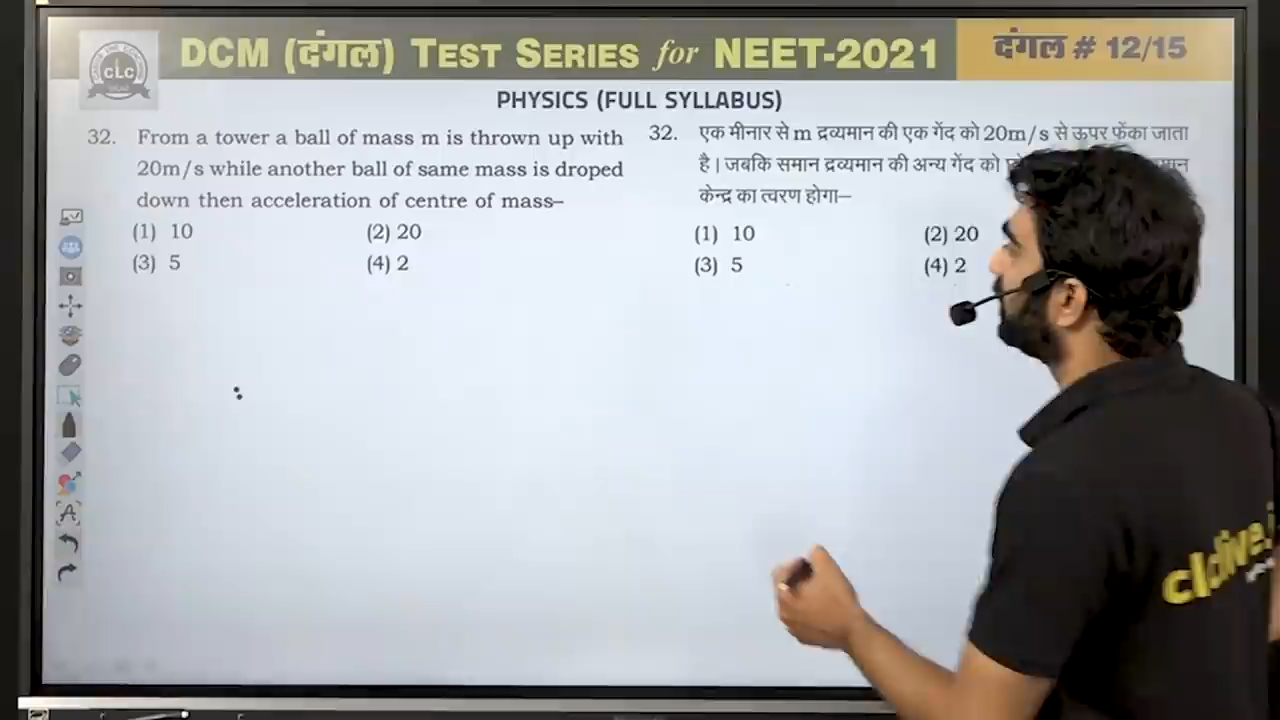 DCM (दंगल) TEST SERIES for NEET-2021
दंगल # 12/15
CLC
PHYSICS (FULL SYLLABUS)
32. From a tower a ball of mass m is thrown up with
20m/s while another ball of same mass is droped
down then acceleration of centre of mass–
(1) 10 (2) 20
(3) 5 (4) 2
32. एक मीनार से m द्रव्यमान की एक गेंद को 20m/s से ऊपर फेंका जाता
है। जबकि समान द्रव्यमान की अन्य गेंद को
केन्द्र का त्वरण होगा–
(1) 10 (2) 20
(3) 5 (4) 2